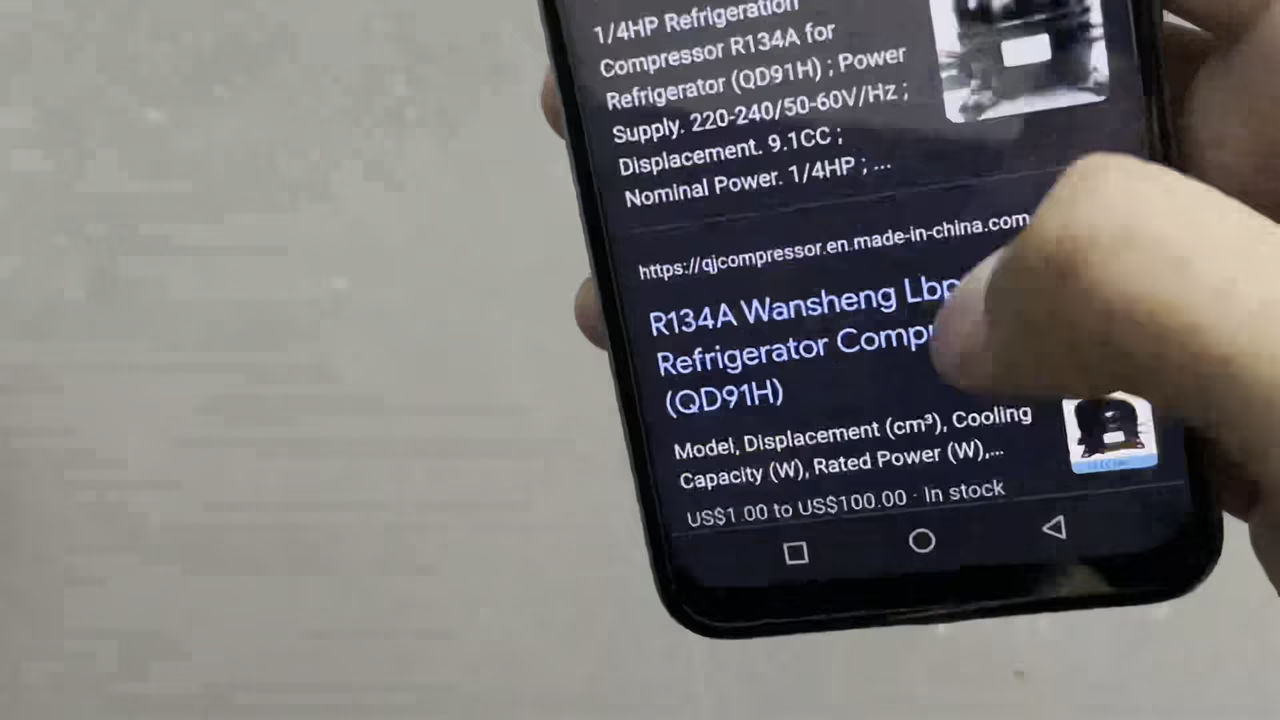 1/4HP Refrigeration
Compressor R134A for
Refrigerator (QD91H) ; Power
Supply. 220-240/50-60V/Hz ;
Displacement. 9.1CC ;
Nominal Power. 1/4HP ; ...
https://qjcompressor.en.made-in-china.com
R134A Wansheng
Refrigerator
(QD91H)
Model, Displacement (cm³), Cooling
Capacity (W), Rated Power (W),...
US$1.00 to US$100.00 · In stock